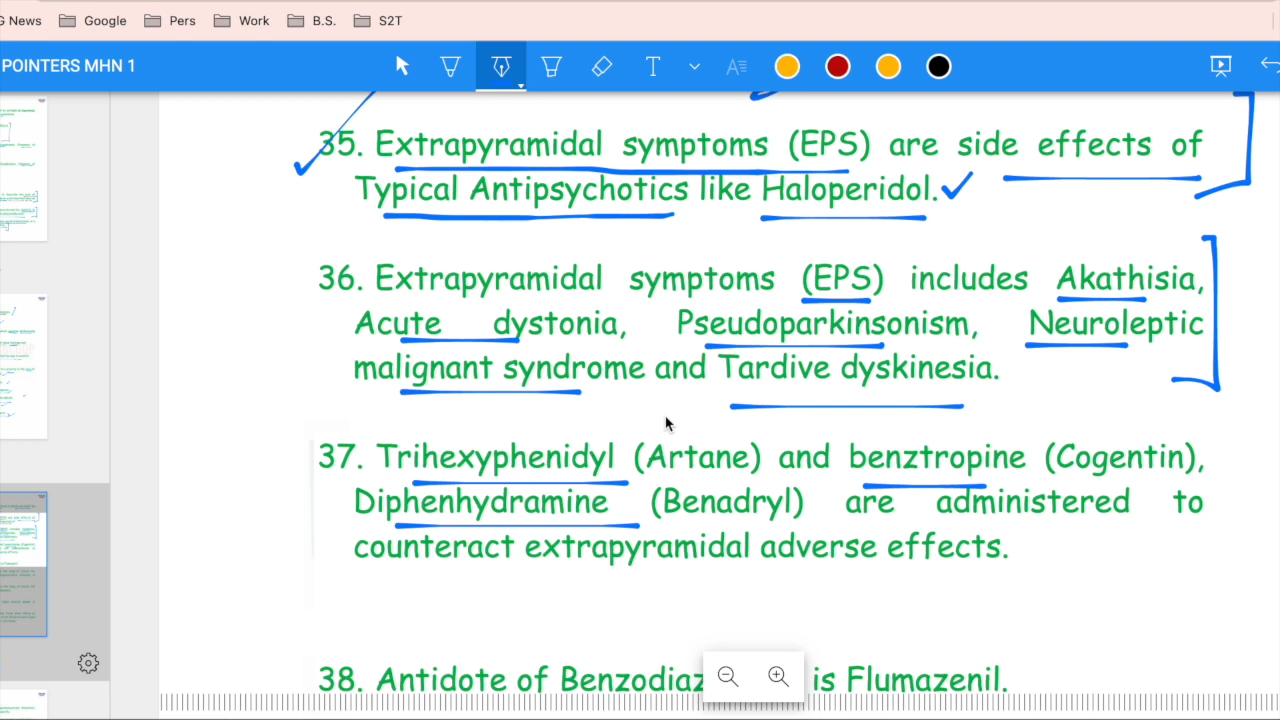 G News Google Pers Work B.S. S2T
POINTERS MHN 1
35. Extrapyramidal symptoms (EPS) are side effects of
Typical Antipsychotics like Haloperidol.
36. Extrapyramidal symptoms (EPS) includes Akathisia,
Acute dystonia, Pseudoparkinsonism, Neuroleptic
malignant syndrome and Tardive dyskinesia.
37. Trihexyphenidyl (Artane) and benztropine (Cogentin),
Diphenhydramine (Benadryl) are administered to
counteract extrapyramidal adverse effects.
38. Antidote of Benzodiaz is Flumazenil.